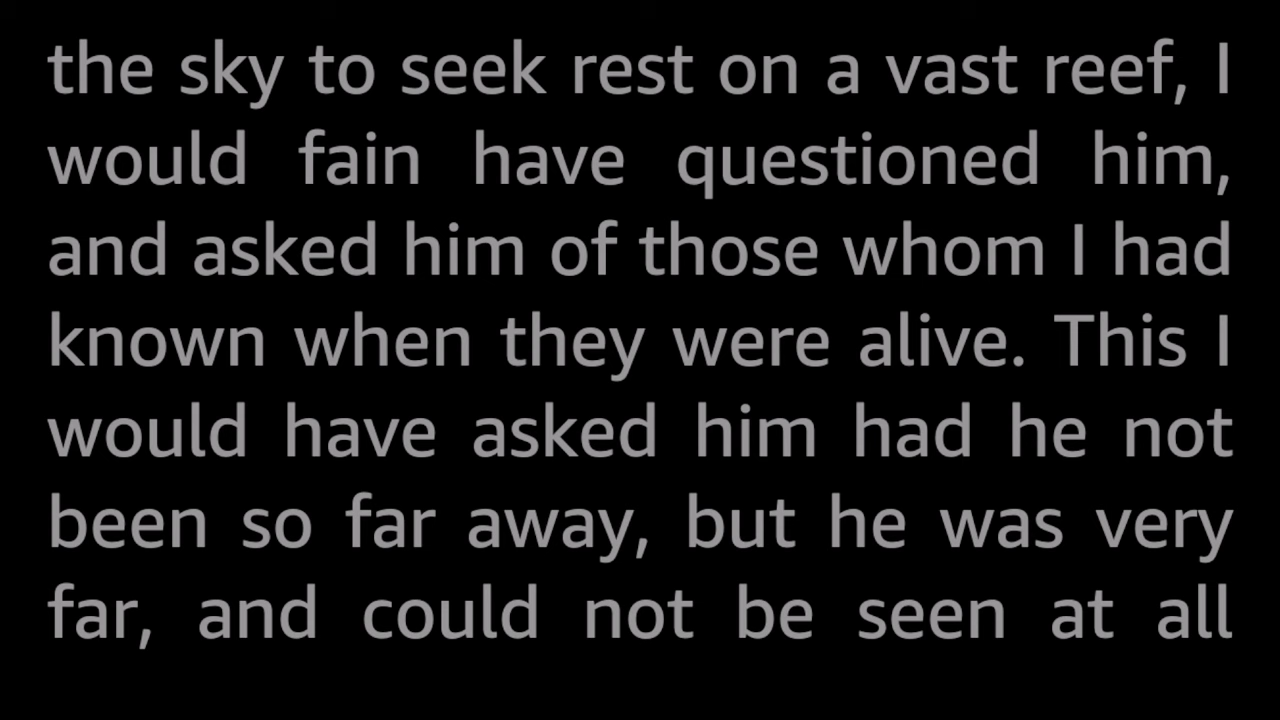 the sky to seek rest on a vast reef, I
would fain have questioned him,
and asked him of those whom I had
known when they were alive. This I
would have asked him had he not
been so far away, but he was very
far, and could not be seen at all